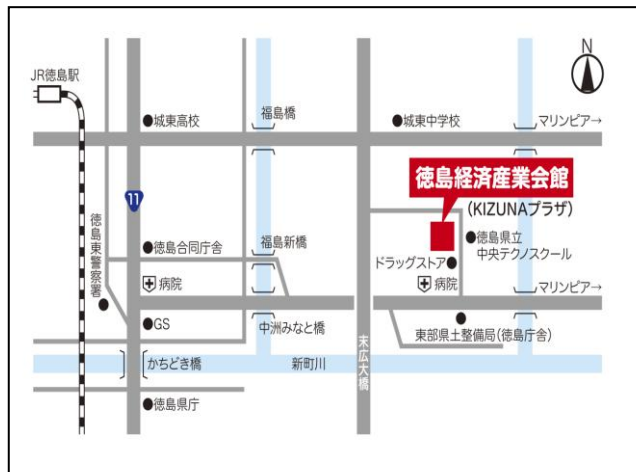 N
JR徳島駅
城東高校
福島橋
城東中学校
マリンピア→
徳島経済産業会館
(KIZUNAプラザ)
11
徳島東警察署
徳島合同庁舎
福島新橋
徳島県立
中央テクノスクール
ドラッグストア
病院
病院
マリンピア→
GS
中洲みなと橋
東部県土整備局(徳島庁舎)
末広大橋
かちどき橋
新町川
徳島県庁